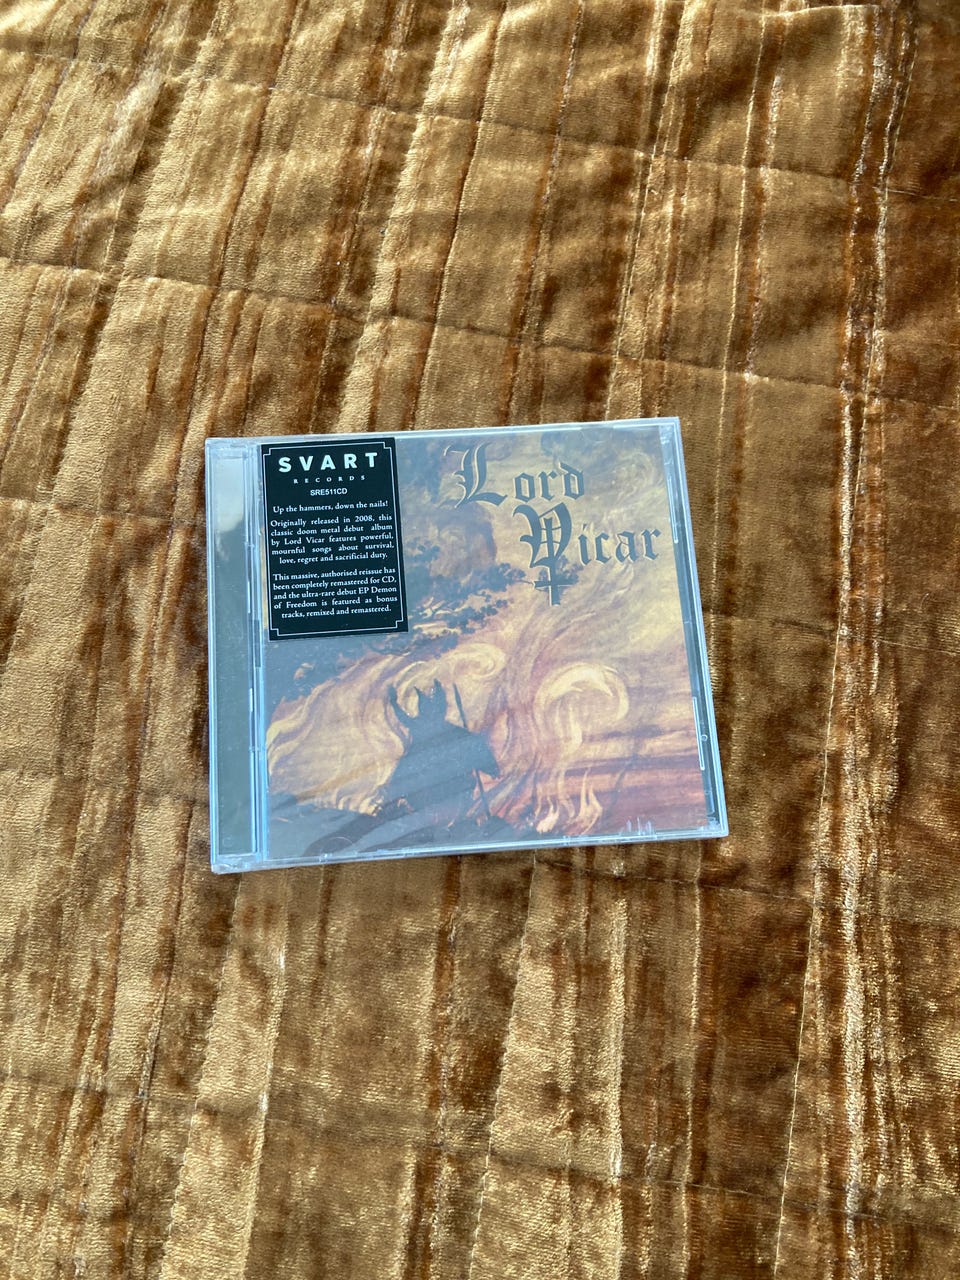 SVART
RECORDS
SRE511CD
Up the hammers, down the nails!
Originally released in 2008, this
classic doom metal debut album
by Lord Vicar features powerful,
mournful songs about survival,
love, regret and sacrificial duty.
This massive, authorised reissue has
been completely remastered for CD,
and the ultra-rare debut EP Demon
of Freedom is featured as bonus
tracks, remixed and remastered.
Lord
Vicar